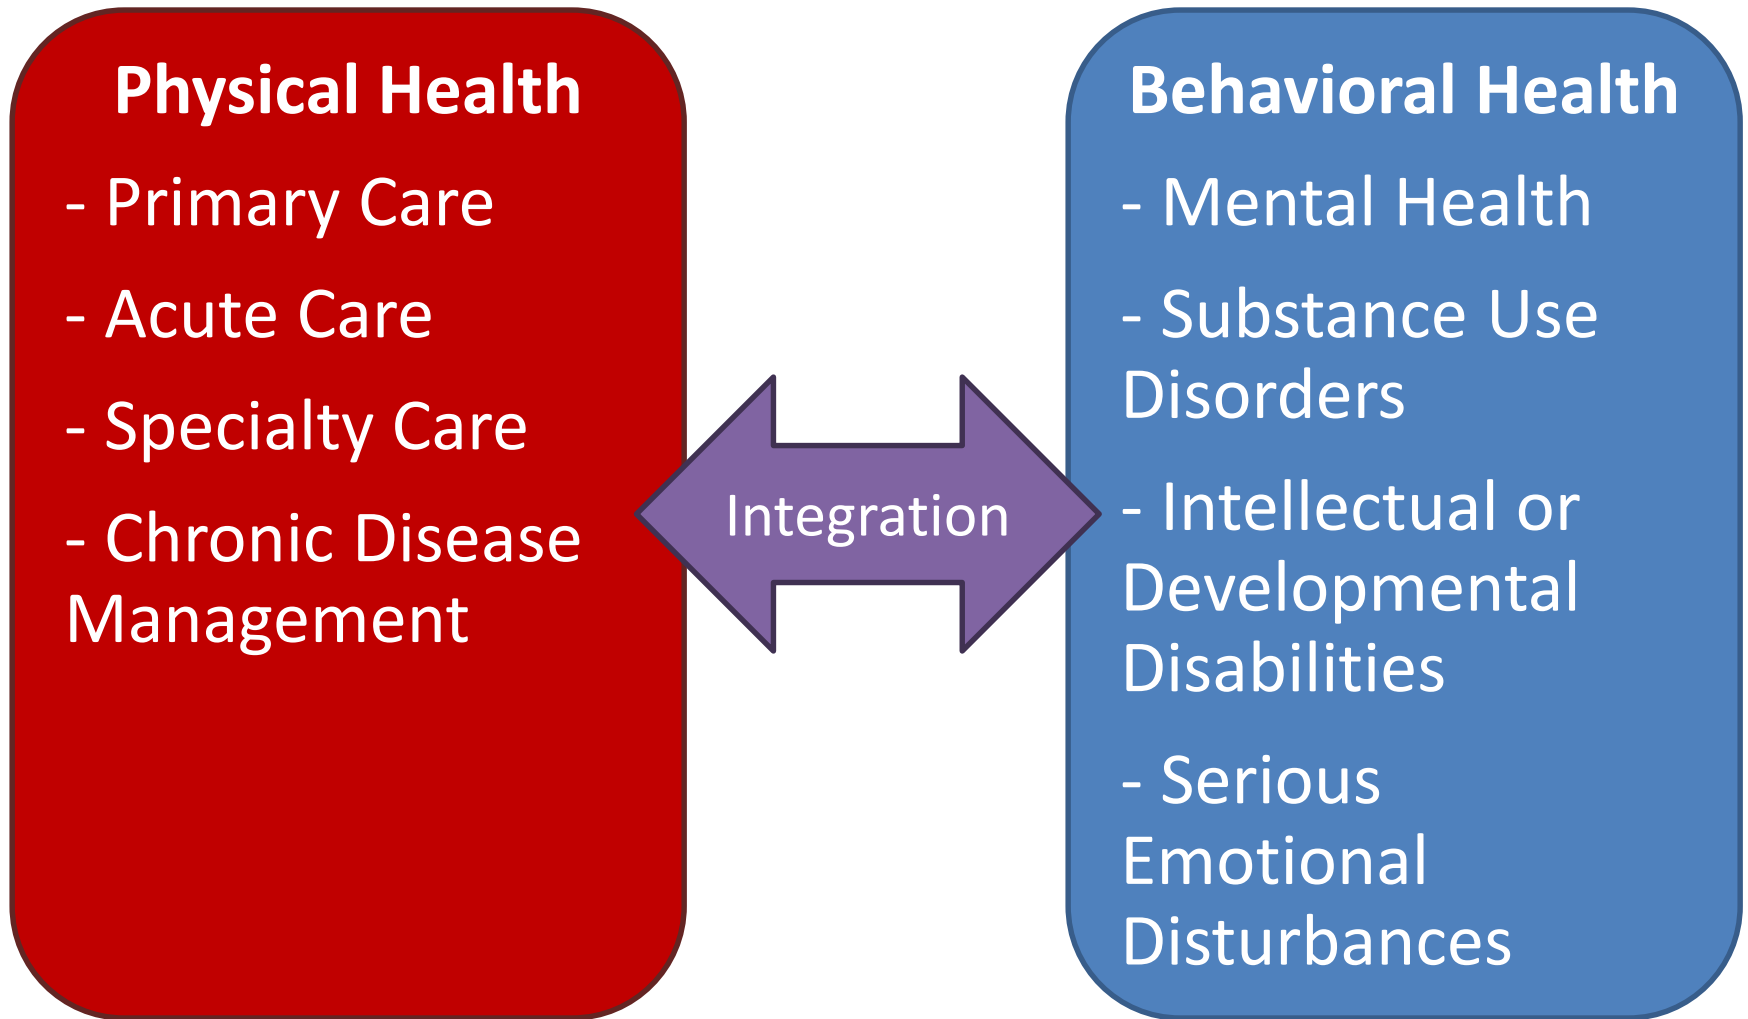 Physical Health
- Primary Care
- Acute Care
- Specialty Care
- Chronic Disease
Management
Integration
Behavioral Health
- Mental Health
- Substance Use
Disorders
- Intellectual or
Developmental
Disabilities
- Serious
Emotional
Disturbances